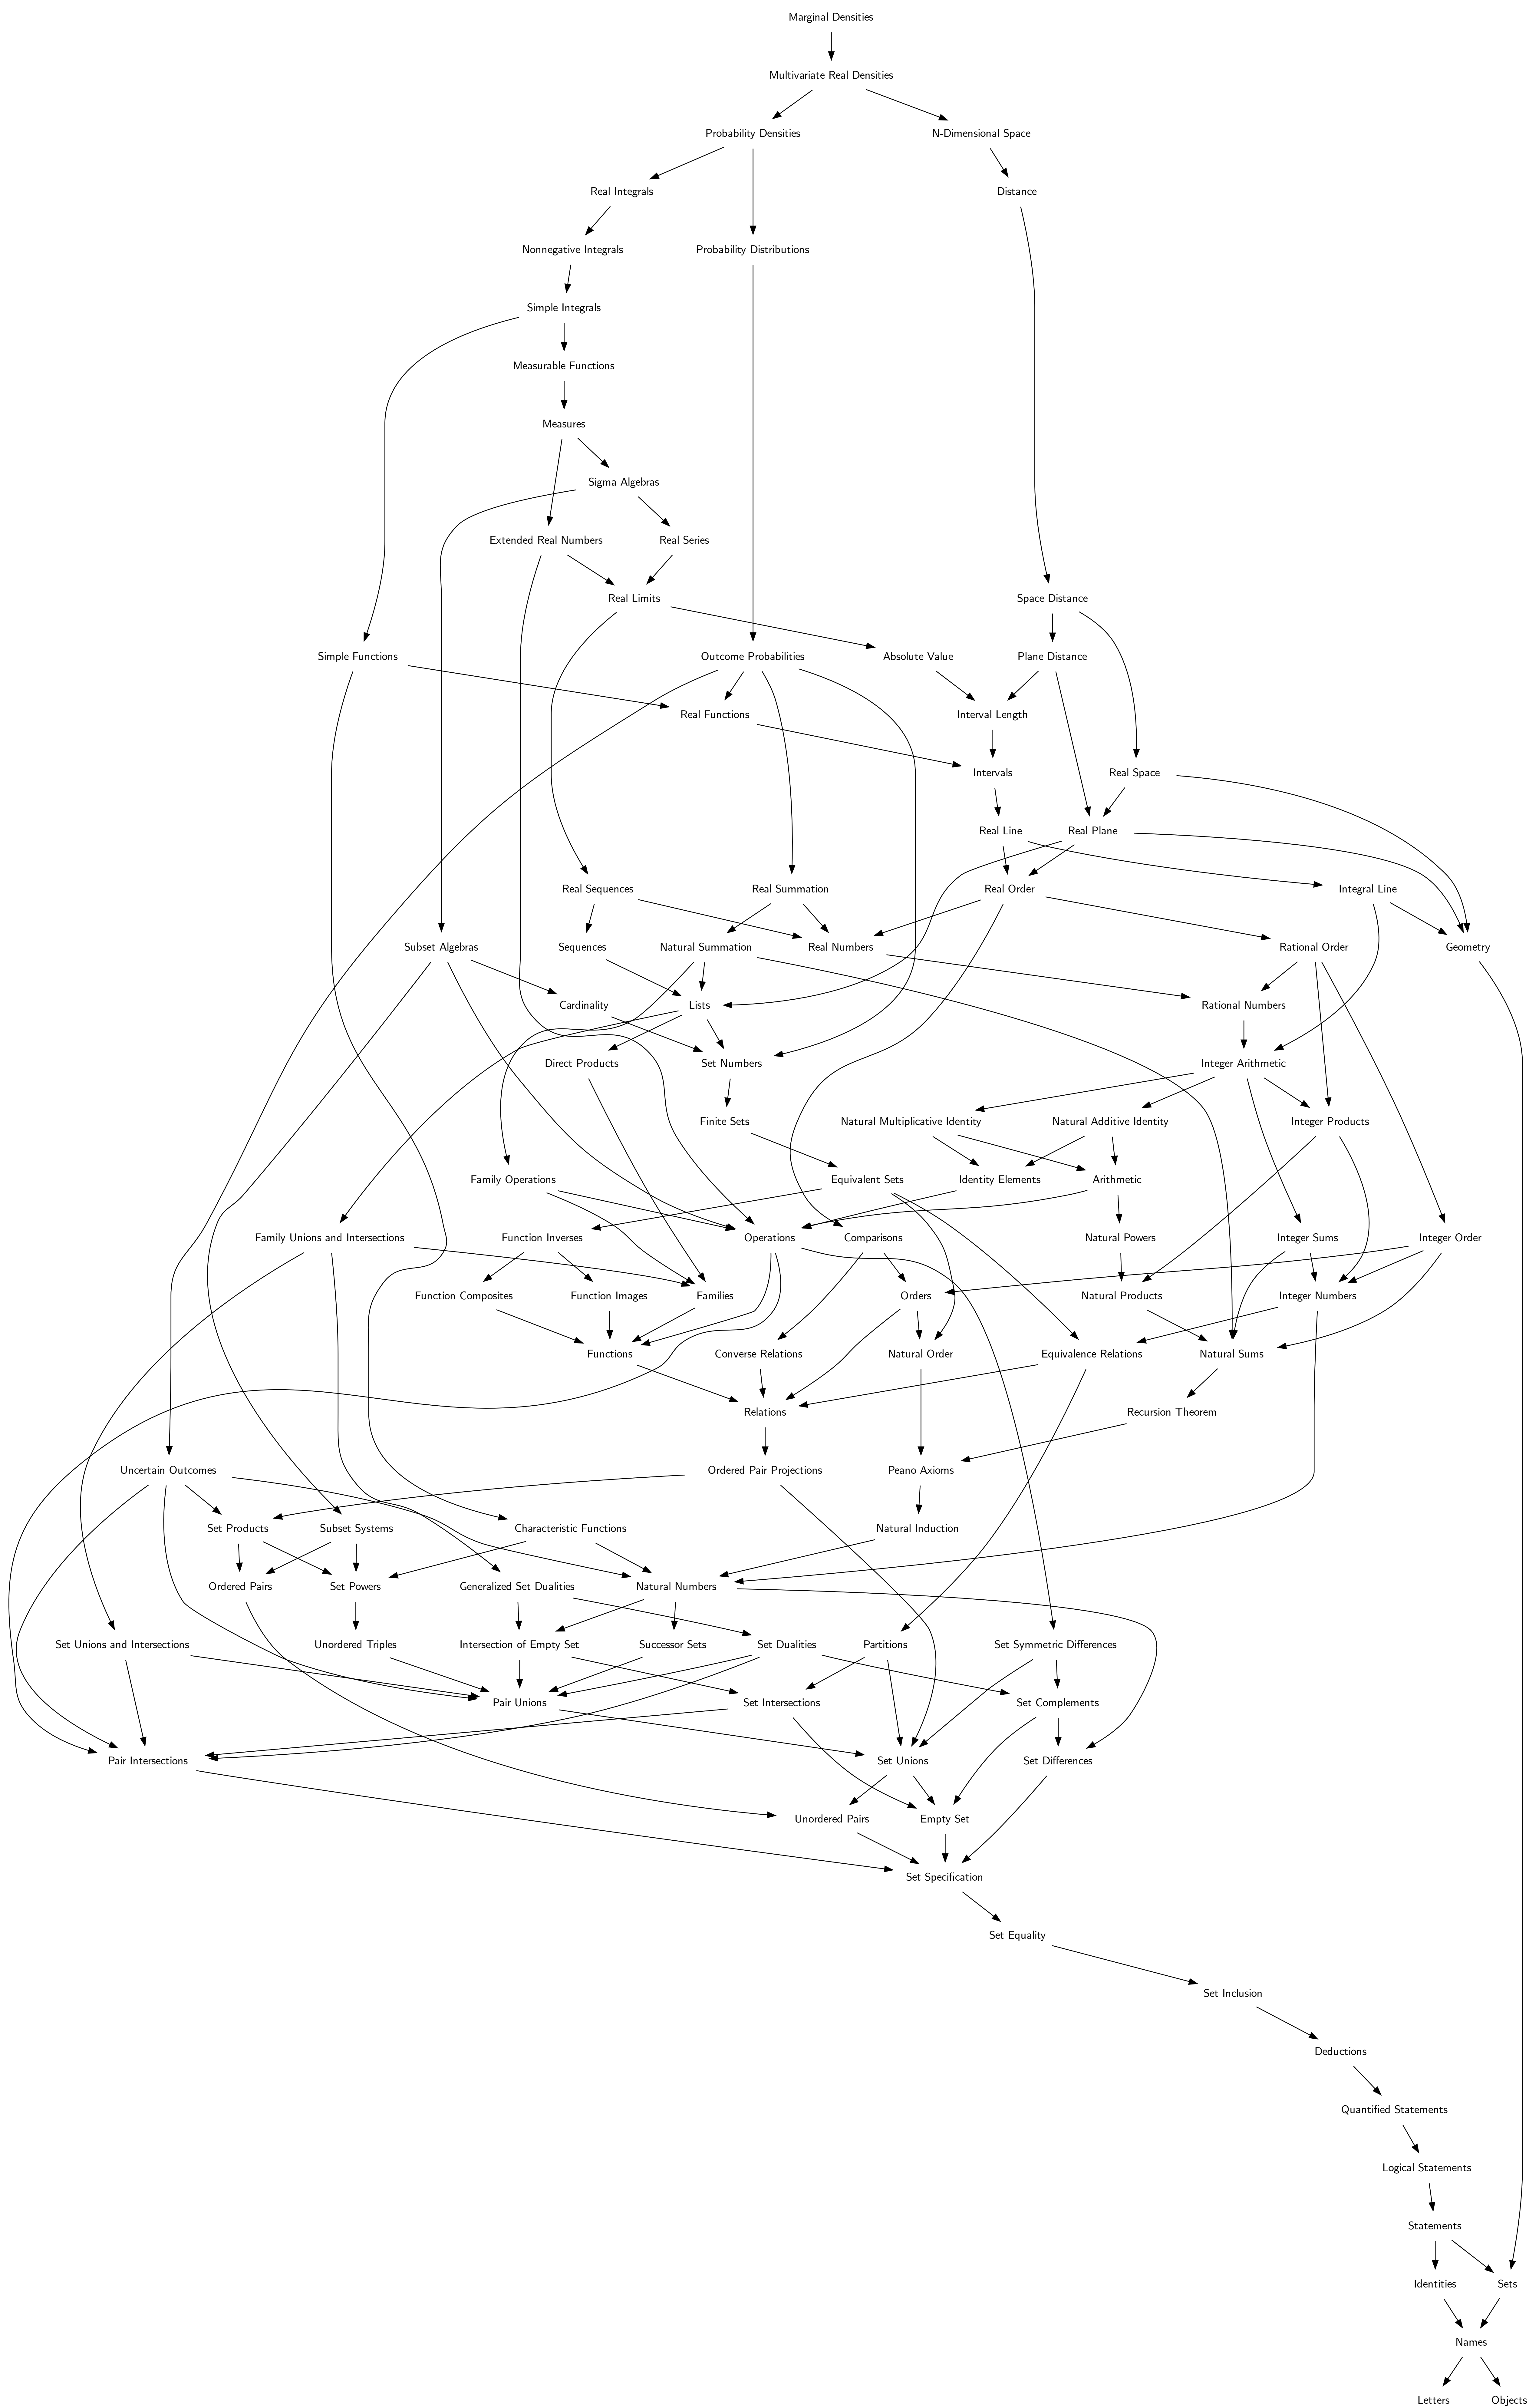 Marginal Densities
Multivariate Real Densities
Probability Densities
N-Dimensional Space
Real Integrals
Distance
Nonnegative Integrals
Probability Distributions
Simple Integrals
Measurable Functions
Measures
Sigma Algebras
Extended Real Numbers
Real Series
Real Limits
Space Distance
Simple Functions
Outcome Probabilities
Absolute Value
Plane Distance
Real Functions
Interval Length
Intervals
Real Space
Real Line
Real Plane
Real Sequences
Real Summation
Real Order
Integral Line
Subset Algebras
Sequences
Natural Summation
Real Numbers
Rational Order
Geometry
Cardinality
Lists
Rational Numbers
Direct Products
Set Numbers
Integer Arithmetic
Finite Sets
Natural Multiplicative Identity
Natural Additive Identity
Integer Products
Family Operations
Equivalent Sets
Identity Elements
Arithmetic
Family Unions and Intersections
Function Inverses
Operations
Comparisons
Natural Powers
Integer Sums
Integer Order
Function Composites
Function Images
Families
Orders
Natural Products
Integer Numbers
Functions
Converse Relations
Natural Order
Equivalence Relations
Natural Sums
Relations
Recursion Theorem
Uncertain Outcomes
Ordered Pair Projections
Peano Axioms
Set Products
Subset Systems
Characteristic Functions
Natural Induction
Ordered Pairs
Set Powers
Generalized Set Dualities
Natural Numbers
Set Unions and Intersections
Unordered Triples
Intersection of Empty Set
Successor Sets
Set Dualities
Partitions
Set Symmetric Differences
Pair Unions
Set Intersections
Set Complements
Pair Intersections
Set Unions
Set Differences
Unordered Pairs
Empty Set
Set Specification
Set Equality
Set Inclusion
Deductions
Quantified Statements
Logical Statements
Statements
Identities
Sets
Names
Letters
Objects